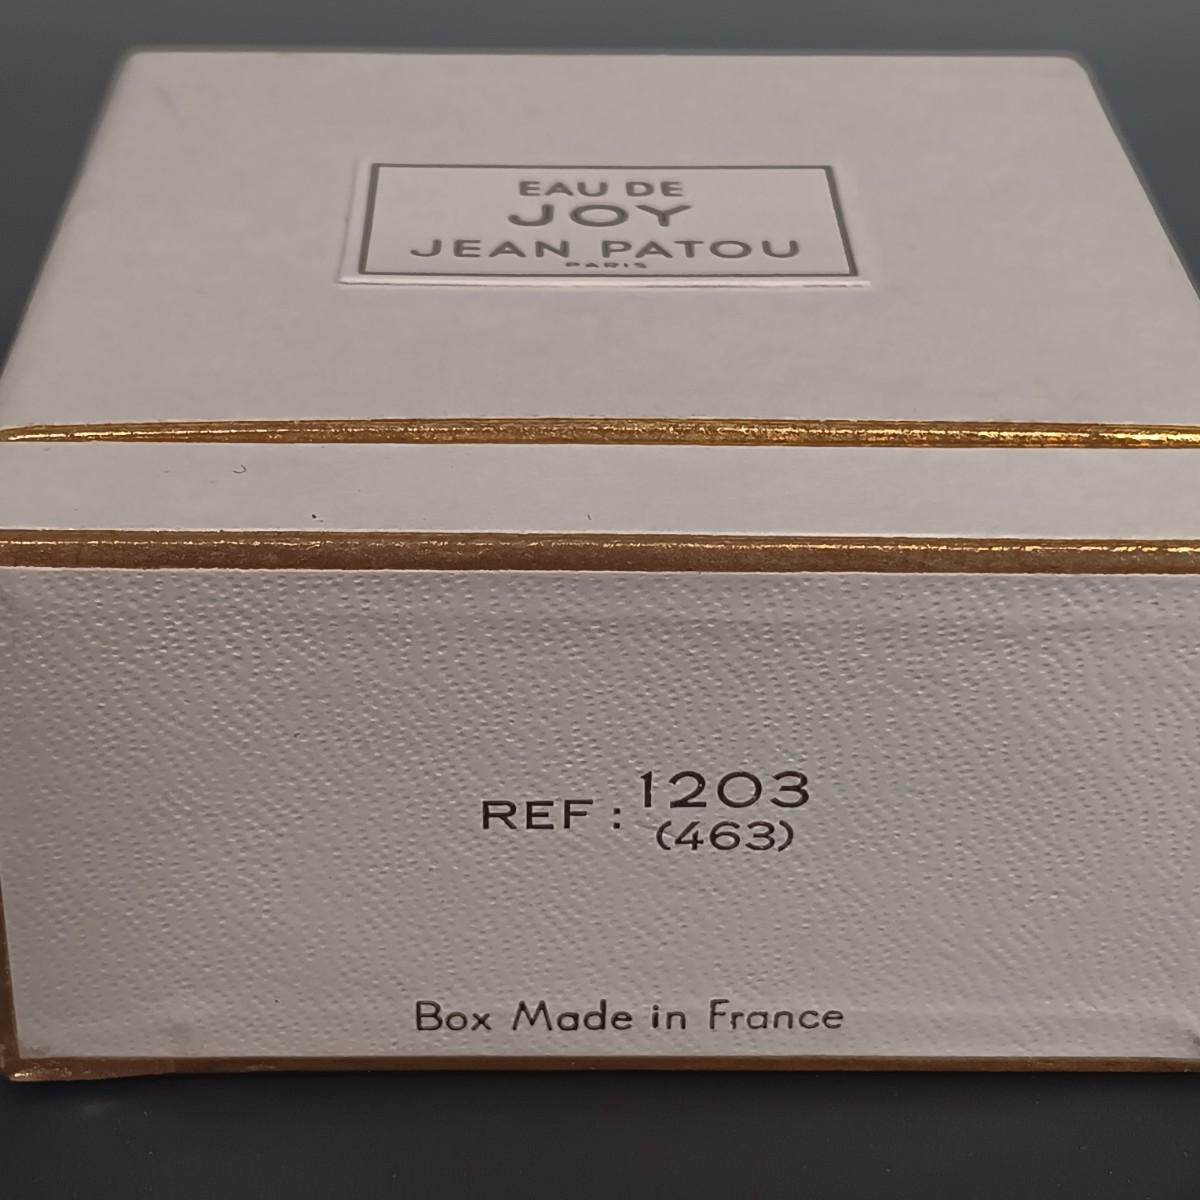 EAU DE
JOY
JEAN PATOU
PARIS
REF : 1203
(463)
Box Made in France